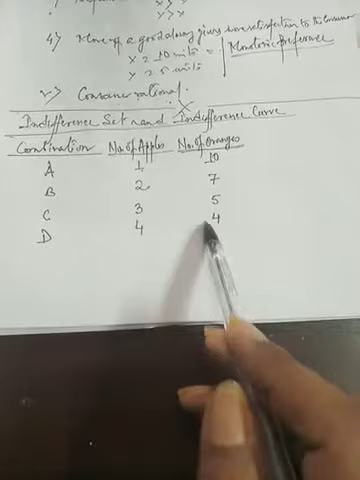 x > y
y > x
4) More of a good always gives more satisfaction to the Consumer
x = 10 units = Monotonic Preference
y = 5 units
5) Consumer rational.
Indifference Set and Indifference Curve
Combination No. of Apples No. of Oranges
A 1 10
B 2 7
C 3 5
D 4 4